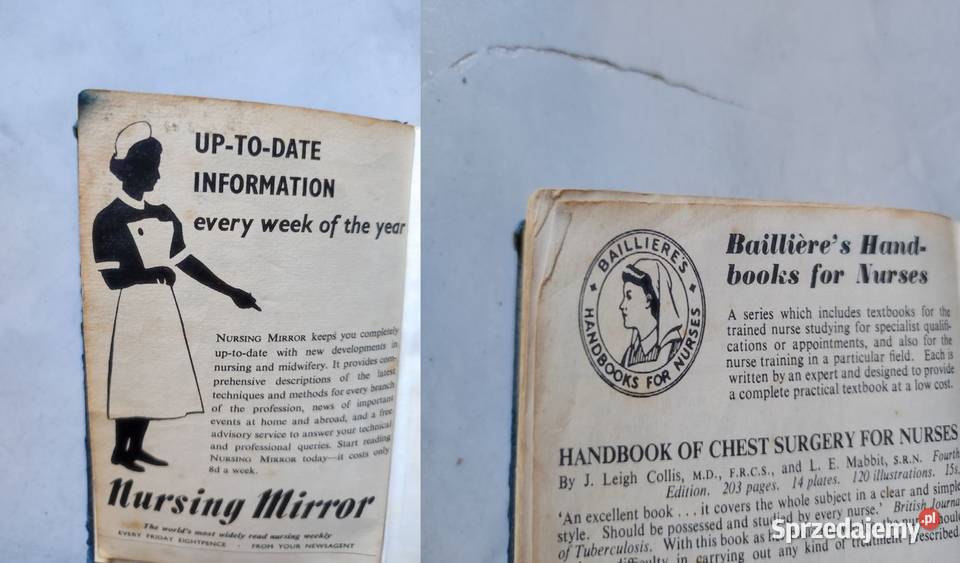 UP-TO-DATE
INFORMATION
every week of the year
NURSING MIRROR keeps you completely
up-to-date with new developments in
nursing and midwifery. It provides com-
prehensive descriptions of the latest
techniques and methods for every branch
of the profession, news of important
events at home and abroad, and a free
advisory service to answer your technical
and professional queries. Start reading
NURSING MIRROR today—it costs only
8d a week.
Nursing Mirror
The world's most widely read nursing weekly
EVERY FRIDAY EIGHTPENCE · FROM YOUR NEWSAGENT
BAILLIÈRE'S
HANDBOOKS FOR NURSES
Baillière's Hand-
books for Nurses
A series which includes textbooks for the
trained nurse studying for specialist qualifi-
cations or appointments, and also for the
nurse training in a particular field. Each is
written by an expert and designed to provide
a complete practical textbook at a low cost.
HANDBOOK OF CHEST SURGERY FOR NURSES
By J. Leigh Collis, M.D., F.R.C.S., and L. E. Mabbit, S.R.N. Fourth
Edition. 203 pages. 14 plates. 120 illustrations. 15s.
'An excellent book . . . it covers the whole subject in a clear and simple
style. Should be possessed and studied by every nurse.' British Journa
of Tuberculosis. With this book as
difficulty in carrying out any kind of treatment prescribed
Sprzedajemy.pl